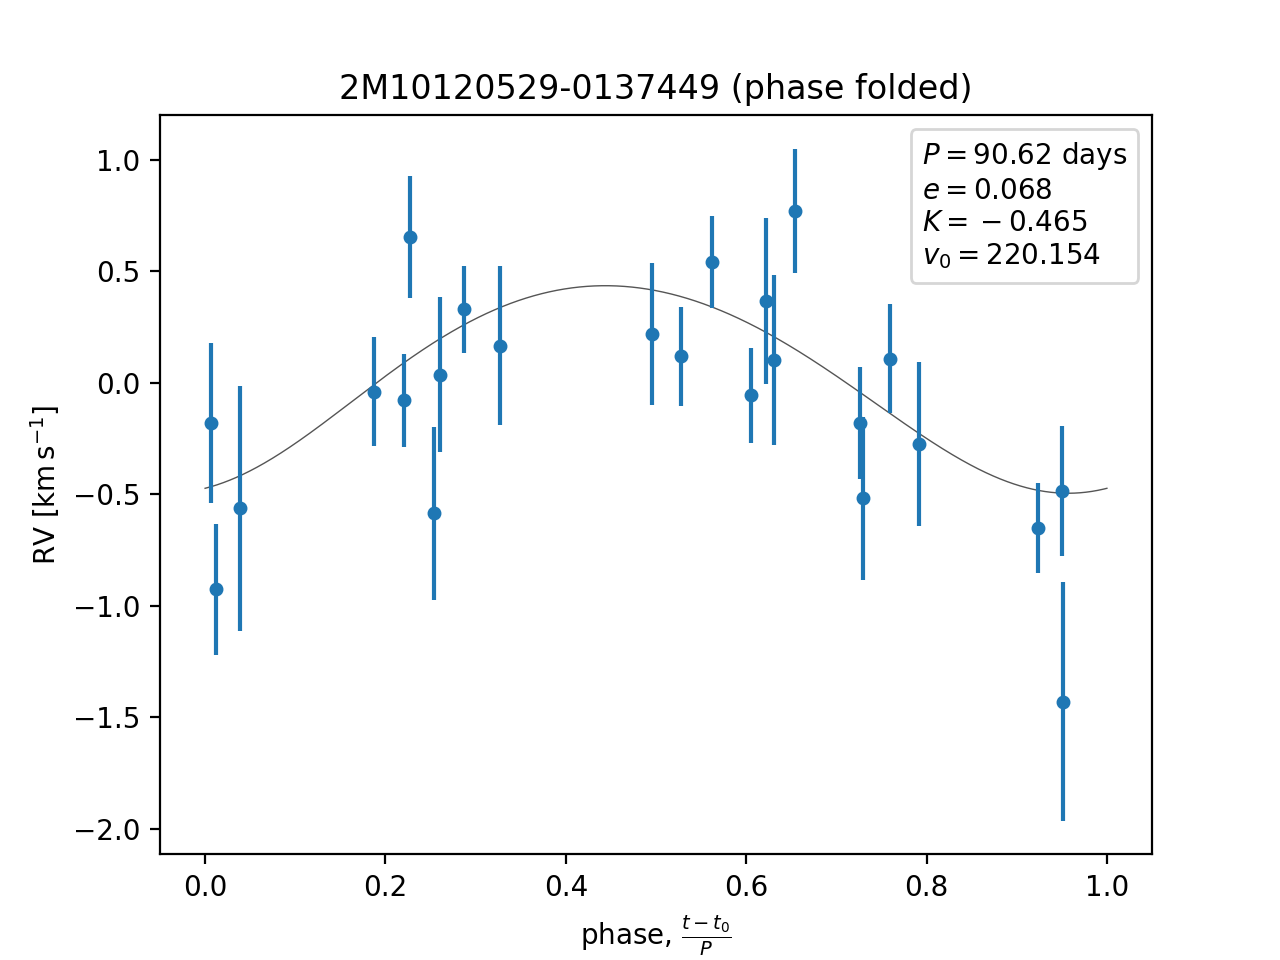 2M10120529-0137449 (phase folded)
P = 90.62 days
e = 0.068
K = −0.465
v₀ = 220.154
1.0
0.5
0.0
−0.5
−1.0
−1.5
−2.0
RV [km s⁻¹]
0.0 0.2 0.4 0.6 0.8 1.0
phase, (t − t₀)/P